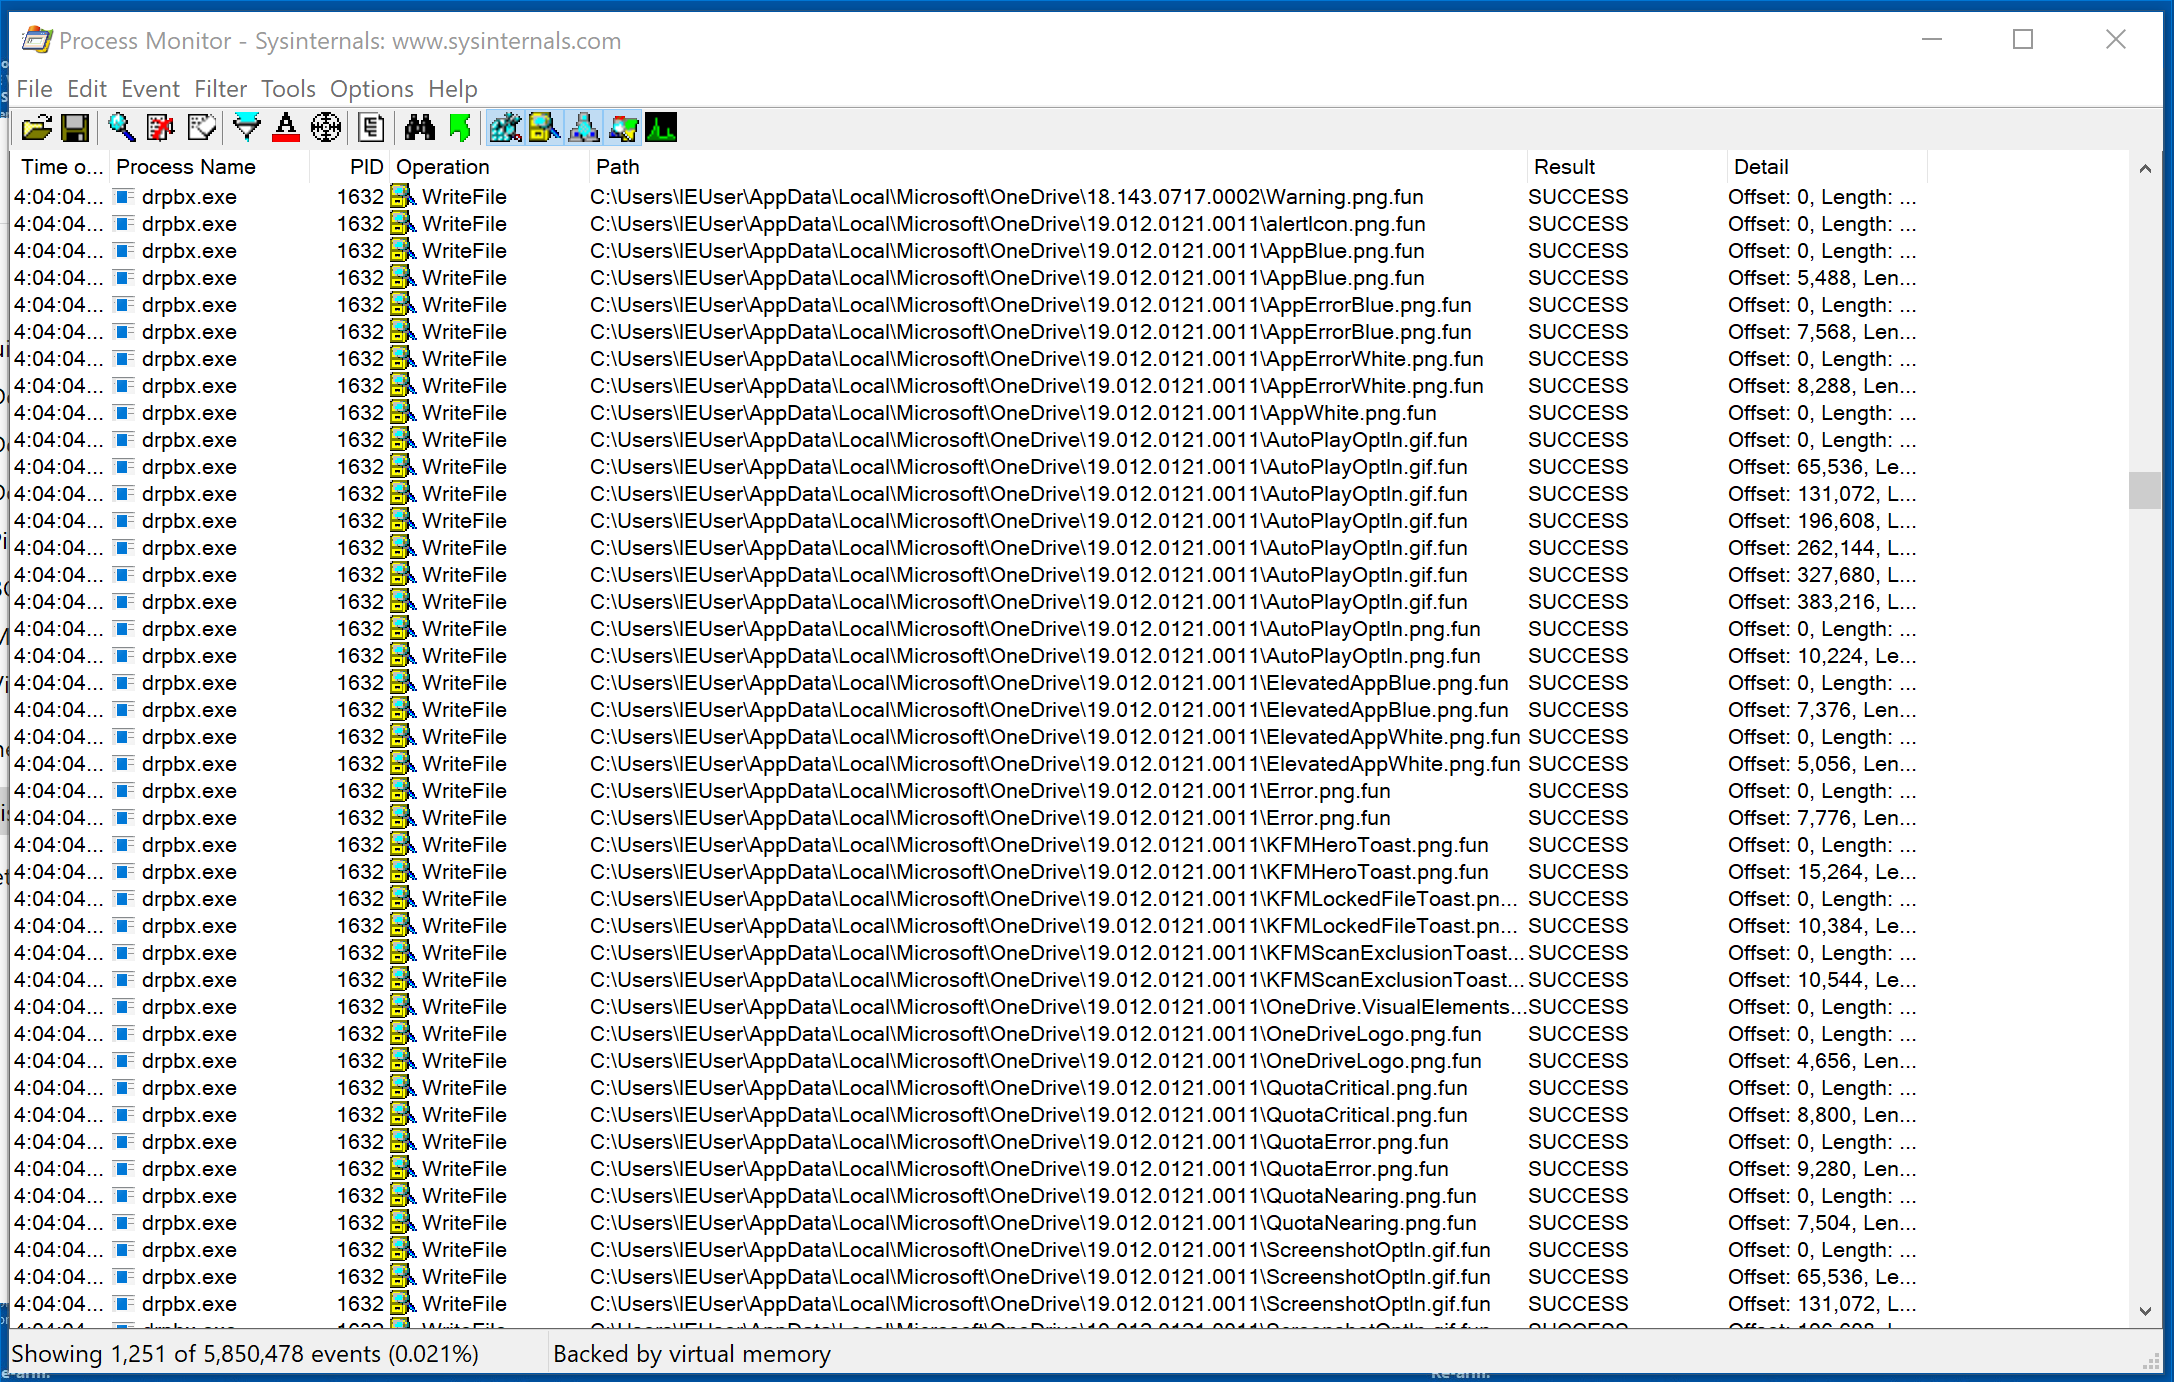 Process Monitor - Sysinternals: www.sysinternals.com
File Edit Event Filter Tools Options Help
Time o... Process Name PID Operation Path Result Detail
4:04:04... drpbx.exe 1632 WriteFile C:\Users\IEUser\AppData\Local\Microsoft\OneDrive\18.143.0717.0002\Warning.png.fun SUCCESS Offset: 0, Length: ...
4:04:04... drpbx.exe 1632 WriteFile C:\Users\IEUser\AppData\Local\Microsoft\OneDrive\19.012.0121.0011\alertIcon.png.fun SUCCESS Offset: 0, Length: ...
4:04:04... drpbx.exe 1632 WriteFile C:\Users\IEUser\AppData\Local\Microsoft\OneDrive\19.012.0121.0011\AppBlue.png.fun SUCCESS Offset: 0, Length: ...
4:04:04... drpbx.exe 1632 WriteFile C:\Users\IEUser\AppData\Local\Microsoft\OneDrive\19.012.0121.0011\AppBlue.png.fun SUCCESS Offset: 5,488, Len...
4:04:04... drpbx.exe 1632 WriteFile C:\Users\IEUser\AppData\Local\Microsoft\OneDrive\19.012.0121.0011\AppErrorBlue.png.fun SUCCESS Offset: 0, Length: ...
4:04:04... drpbx.exe 1632 WriteFile C:\Users\IEUser\AppData\Local\Microsoft\OneDrive\19.012.0121.0011\AppErrorBlue.png.fun SUCCESS Offset: 7,568, Len...
4:04:04... drpbx.exe 1632 WriteFile C:\Users\IEUser\AppData\Local\Microsoft\OneDrive\19.012.0121.0011\AppErrorWhite.png.fun SUCCESS Offset: 0, Length: ...
4:04:04... drpbx.exe 1632 WriteFile C:\Users\IEUser\AppData\Local\Microsoft\OneDrive\19.012.0121.0011\AppErrorWhite.png.fun SUCCESS Offset: 8,288, Len...
4:04:04... drpbx.exe 1632 WriteFile C:\Users\IEUser\AppData\Local\Microsoft\OneDrive\19.012.0121.0011\AppWhite.png.fun SUCCESS Offset: 0, Length: ...
4:04:04... drpbx.exe 1632 WriteFile C:\Users\IEUser\AppData\Local\Microsoft\OneDrive\19.012.0121.0011\AutoPlayOptIn.gif.fun SUCCESS Offset: 0, Length: ...
4:04:04... drpbx.exe 1632 WriteFile C:\Users\IEUser\AppData\Local\Microsoft\OneDrive\19.012.0121.0011\AutoPlayOptIn.gif.fun SUCCESS Offset: 65,536, Le...
4:04:04... drpbx.exe 1632 WriteFile C:\Users\IEUser\AppData\Local\Microsoft\OneDrive\19.012.0121.0011\AutoPlayOptIn.gif.fun SUCCESS Offset: 131,072, L...
4:04:04... drpbx.exe 1632 WriteFile C:\Users\IEUser\AppData\Local\Microsoft\OneDrive\19.012.0121.0011\AutoPlayOptIn.gif.fun SUCCESS Offset: 196,608, L...
4:04:04... drpbx.exe 1632 WriteFile C:\Users\IEUser\AppData\Local\Microsoft\OneDrive\19.012.0121.0011\AutoPlayOptIn.gif.fun SUCCESS Offset: 262,144, L...
4:04:04... drpbx.exe 1632 WriteFile C:\Users\IEUser\AppData\Local\Microsoft\OneDrive\19.012.0121.0011\AutoPlayOptIn.gif.fun SUCCESS Offset: 327,680, L...
4:04:04... drpbx.exe 1632 WriteFile C:\Users\IEUser\AppData\Local\Microsoft\OneDrive\19.012.0121.0011\AutoPlayOptIn.gif.fun SUCCESS Offset: 383,216, L...
4:04:04... drpbx.exe 1632 WriteFile C:\Users\IEUser\AppData\Local\Microsoft\OneDrive\19.012.0121.0011\AutoPlayOptIn.png.fun SUCCESS Offset: 0, Length: ...
4:04:04... drpbx.exe 1632 WriteFile C:\Users\IEUser\AppData\Local\Microsoft\OneDrive\19.012.0121.0011\AutoPlayOptIn.png.fun SUCCESS Offset: 10,224, Le...
4:04:04... drpbx.exe 1632 WriteFile C:\Users\IEUser\AppData\Local\Microsoft\OneDrive\19.012.0121.0011\ElevatedAppBlue.png.fun SUCCESS Offset: 0, Length: ...
4:04:04... drpbx.exe 1632 WriteFile C:\Users\IEUser\AppData\Local\Microsoft\OneDrive\19.012.0121.0011\ElevatedAppBlue.png.fun SUCCESS Offset: 7,376, Len...
4:04:04... drpbx.exe 1632 WriteFile C:\Users\IEUser\AppData\Local\Microsoft\OneDrive\19.012.0121.0011\ElevatedAppWhite.png.fun SUCCESS Offset: 0, Length: ...
4:04:04... drpbx.exe 1632 WriteFile C:\Users\IEUser\AppData\Local\Microsoft\OneDrive\19.012.0121.0011\ElevatedAppWhite.png.fun SUCCESS Offset: 5,056, Len...
4:04:04... drpbx.exe 1632 WriteFile C:\Users\IEUser\AppData\Local\Microsoft\OneDrive\19.012.0121.0011\Error.png.fun SUCCESS Offset: 0, Length: ...
4:04:04... drpbx.exe 1632 WriteFile C:\Users\IEUser\AppData\Local\Microsoft\OneDrive\19.012.0121.0011\Error.png.fun SUCCESS Offset: 7,776, Len...
4:04:04... drpbx.exe 1632 WriteFile C:\Users\IEUser\AppData\Local\Microsoft\OneDrive\19.012.0121.0011\KFMHeroToast.png.fun SUCCESS Offset: 0, Length: ...
4:04:04... drpbx.exe 1632 WriteFile C:\Users\IEUser\AppData\Local\Microsoft\OneDrive\19.012.0121.0011\KFMHeroToast.png.fun SUCCESS Offset: 15,264, Le...
4:04:04... drpbx.exe 1632 WriteFile C:\Users\IEUser\AppData\Local\Microsoft\OneDrive\19.012.0121.0011\KFMLockedFileToast.pn... SUCCESS Offset: 0, Length: ...
4:04:04... drpbx.exe 1632 WriteFile C:\Users\IEUser\AppData\Local\Microsoft\OneDrive\19.012.0121.0011\KFMLockedFileToast.pn... SUCCESS Offset: 10,384, Le...
4:04:04... drpbx.exe 1632 WriteFile C:\Users\IEUser\AppData\Local\Microsoft\OneDrive\19.012.0121.0011\KFMScanExclusionToast... SUCCESS Offset: 0, Length: ...
4:04:04... drpbx.exe 1632 WriteFile C:\Users\IEUser\AppData\Local\Microsoft\OneDrive\19.012.0121.0011\KFMScanExclusionToast... SUCCESS Offset: 10,544, Le...
4:04:04... drpbx.exe 1632 WriteFile C:\Users\IEUser\AppData\Local\Microsoft\OneDrive\19.012.0121.0011\OneDrive.VisualElements... SUCCESS Offset: 0, Length: ...
4:04:04... drpbx.exe 1632 WriteFile C:\Users\IEUser\AppData\Local\Microsoft\OneDrive\19.012.0121.0011\OneDriveLogo.png.fun SUCCESS Offset: 0, Length: ...
4:04:04... drpbx.exe 1632 WriteFile C:\Users\IEUser\AppData\Local\Microsoft\OneDrive\19.012.0121.0011\OneDriveLogo.png.fun SUCCESS Offset: 4,656, Len...
4:04:04... drpbx.exe 1632 WriteFile C:\Users\IEUser\AppData\Local\Microsoft\OneDrive\19.012.0121.0011\QuotaCritical.png.fun SUCCESS Offset: 0, Length: ...
4:04:04... drpbx.exe 1632 WriteFile C:\Users\IEUser\AppData\Local\Microsoft\OneDrive\19.012.0121.0011\QuotaCritical.png.fun SUCCESS Offset: 8,800, Len...
4:04:04... drpbx.exe 1632 WriteFile C:\Users\IEUser\AppData\Local\Microsoft\OneDrive\19.012.0121.0011\QuotaError.png.fun SUCCESS Offset: 0, Length: ...
4:04:04... drpbx.exe 1632 WriteFile C:\Users\IEUser\AppData\Local\Microsoft\OneDrive\19.012.0121.0011\QuotaError.png.fun SUCCESS Offset: 9,280, Len...
4:04:04... drpbx.exe 1632 WriteFile C:\Users\IEUser\AppData\Local\Microsoft\OneDrive\19.012.0121.0011\QuotaNearing.png.fun SUCCESS Offset: 0, Length: ...
4:04:04... drpbx.exe 1632 WriteFile C:\Users\IEUser\AppData\Local\Microsoft\OneDrive\19.012.0121.0011\QuotaNearing.png.fun SUCCESS Offset: 7,504, Len...
4:04:04... drpbx.exe 1632 WriteFile C:\Users\IEUser\AppData\Local\Microsoft\OneDrive\19.012.0121.0011\ScreenshotOptIn.gif.fun SUCCESS Offset: 0, Length: ...
4:04:04... drpbx.exe 1632 WriteFile C:\Users\IEUser\AppData\Local\Microsoft\OneDrive\19.012.0121.0011\ScreenshotOptIn.gif.fun SUCCESS Offset: 65,536, Le...
4:04:04... drpbx.exe 1632 WriteFile C:\Users\IEUser\AppData\Local\Microsoft\OneDrive\19.012.0121.0011\ScreenshotOptIn.gif.fun SUCCESS Offset: 131,072, L...
Showing 1,251 of 5,850,478 events (0.021%) Backed by virtual memory